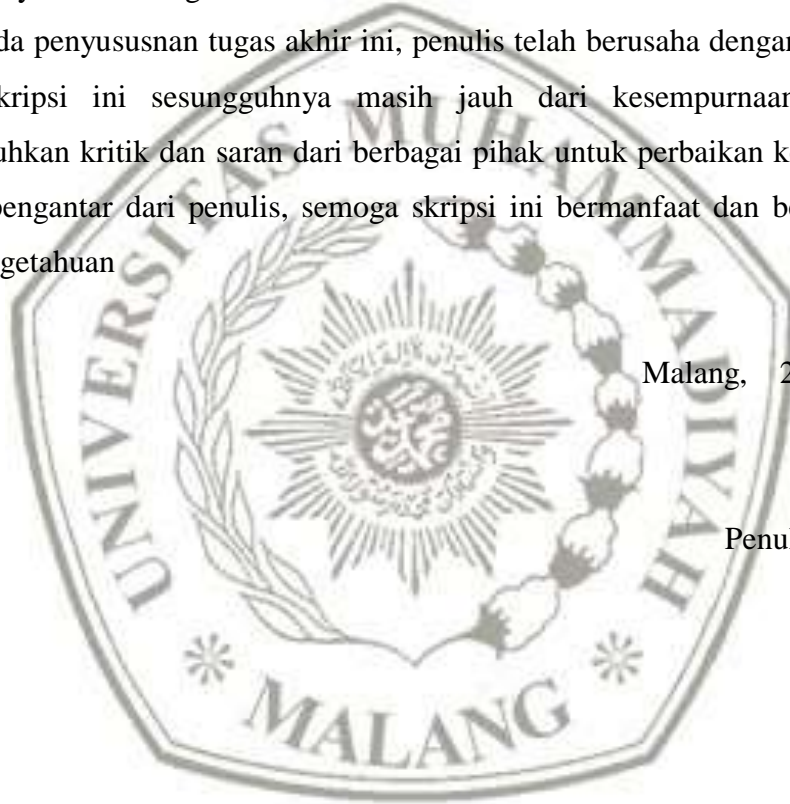 da penyususnan tugas akhir ini, penulis telah berusaha dengan
kripsi ini sesungguhnya masih jauh dari kesempurnaan
uhkan kritik dan saran dari berbagai pihak untuk perbaikan k
pengantar dari penulis, semoga skripsi ini bermanfaat dan b
getahuan
Malang, 2
Penul
UNIVERSITAS MUHAMMADIYAH
MALANG